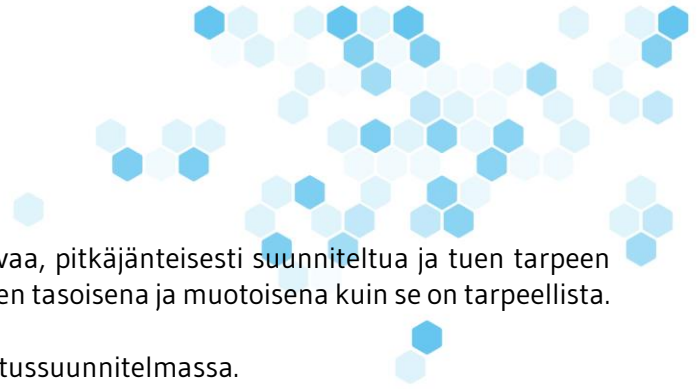 vaa, pitkäjänteisesti suunniteltua ja tuen tarpeen
en tasoisena ja muotoisena kuin se on tarpeellista.
tussuunnitelmassa.